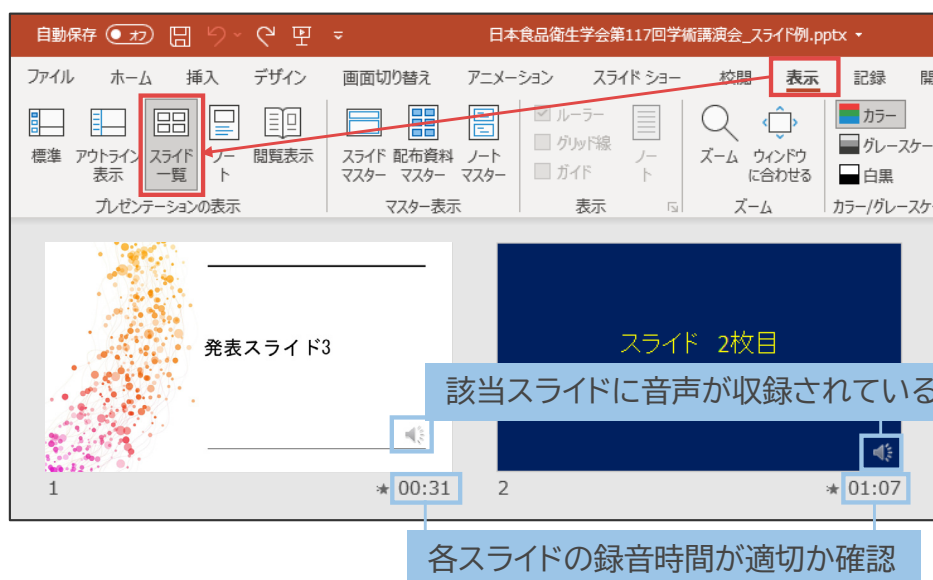 自動保存 オフ 日本食品衛生学会第117回学術講演会_スライド例.pptx
ファイル ホーム 挿入 デザイン 画面切り替え アニメーション スライド ショー 校閲 表示 記録 開
標準 アウトライン表示 スライド一覧 ノート 閲覧表示 スライドマスター 配布資料マスター ノートマスター ルーラー グリッド線 ガイド ノート ズーム ウィンドウに合わせる カラー グレースケー 白黒
プレゼンテーションの表示 マスター表示 表示 ズーム カラー/グレースケ
発表スライド3
スライド 2枚目
該当スライドに音声が収録されている
1 00:31 2 01:07
各スライドの録音時間が適切か確認